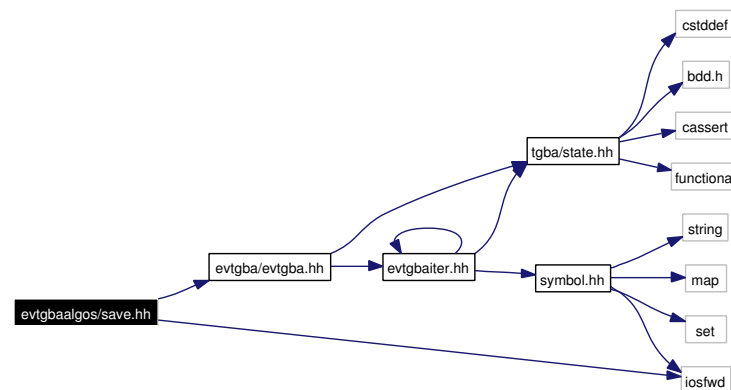 cstddef
bdd.h
cassert
tgba/state.hh
functiona
string
evtgba/evtgba.hh
evtgbaiter.hh
symbol.hh
map
evtgbaalgos/save.hh
set
iosfwd